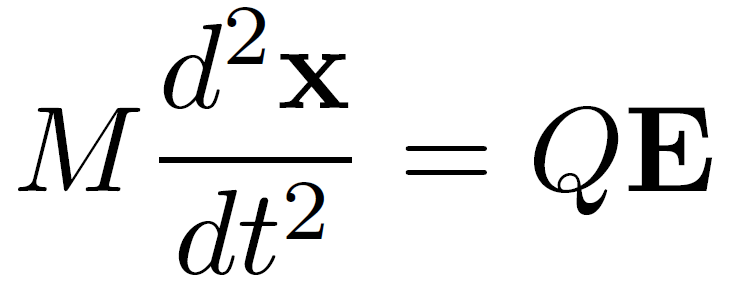 M d²𝐱/dt² = Q𝐄